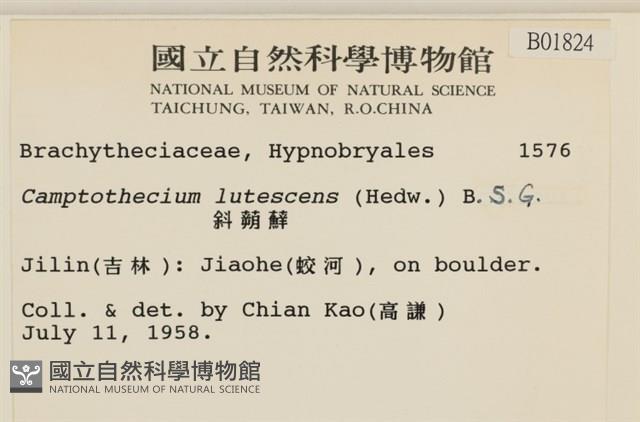 B01824
國立自然科學博物館
NATIONAL MUSEUM OF NATURAL SCIENCE
TAICHUNG, TAIWAN, R.O.CHINA
Brachytheciaceae, Hypnobryales 1576
Camptothecium lutescens (Hedw.) B.S.G.
斜蒴蘚
Jilin(吉林): Jiaohe(蛟河), on boulder.
Coll. & det. by Chian Kao(高謙)
July 11, 1958.
國立自然科學博物館
NATIONAL MUSEUM OF NATURAL SCIENCE